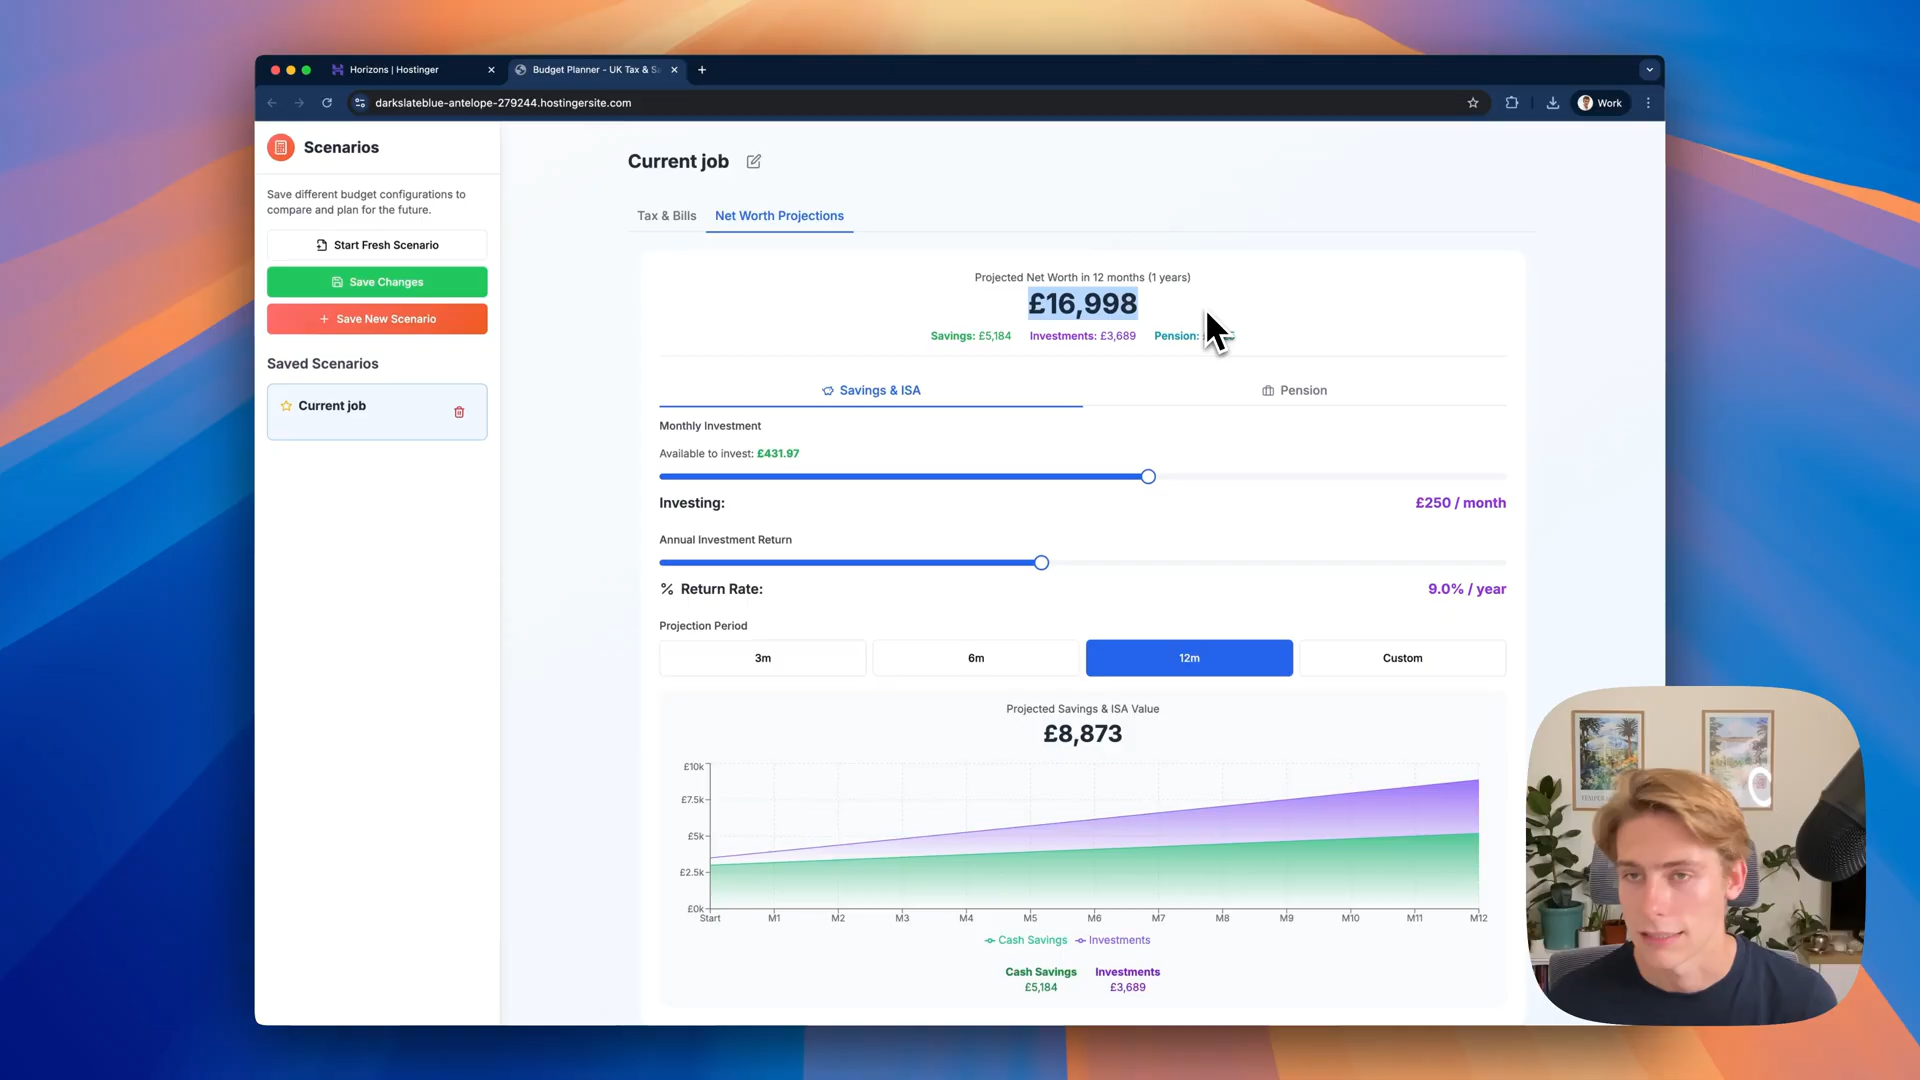 Horizons | Hostinger
Budget Planner - UK Tax & Sa
darkslateblue-antelope-279244.hostingersite.com
Work
Scenarios
Save different budget configurations to
compare and plan for the future.
Start Fresh Scenario
Save Changes
+ Save New Scenario
Saved Scenarios
Current job
Current job
Tax & Bills
Net Worth Projections
Projected Net Worth in 12 months (1 years)
£16,998
Savings: £5,184 Investments: £3,689 Pension:
Savings & ISA
Pension
Monthly Investment
Available to invest: £431.97
Investing:
£250 / month
Annual Investment Return
% Return Rate:
9.0% / year
Projection Period
3m
6m
12m
Custom
Projected Savings & ISA Value
£8,873
£10k
£7.5k
£5k
£2.5k
£0k
Start M1 M2 M3 M4 M5 M6 M7 M8 M9 M10 M11 M12
Cash Savings Investments
Cash Savings Investments
£5,184 £3,689